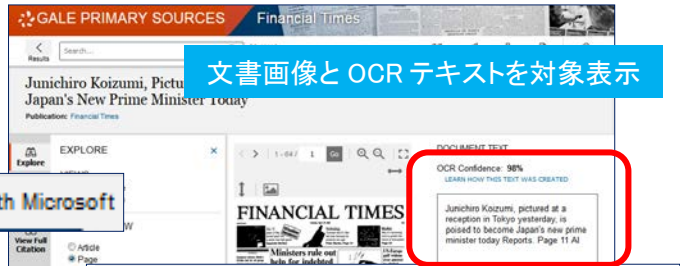 GALE PRIMARY SOURCES
Financial Times
Results
Search...
文書画像と OCR テキストを対象表示
Junichiro Koizumi, Pictu
Japan's New Prime Minister Today
Publication: Financial Times
Explore
EXPLORE
×
1 - 64 /
1
Go
DOCUMENT TEXT
OCR Confidence: 98%
LEARN HOW THIS TEXT WAS CREATED
th Microsoft
W
View Full
Citation
Article
Page
FINANCIAL TIMES
Ministers rule out
help for indebted
Junichiro Koizumi, pictured at a
reception in Tokyo yesterday, is
poised to become Japan's new prime
minister today Reports. Page 11 Al